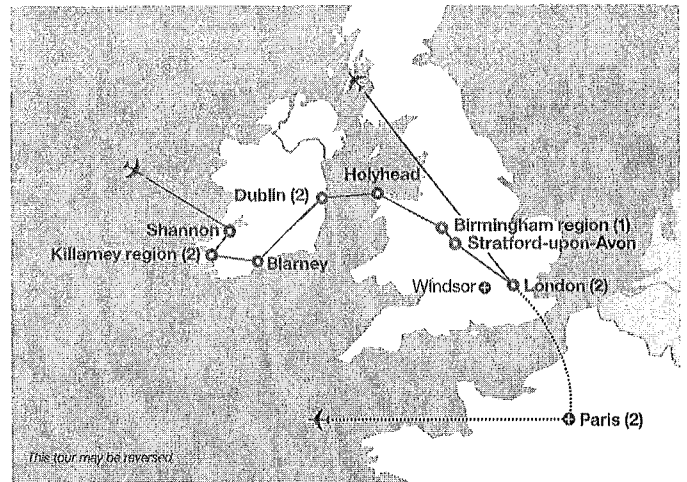 Holyhead
Dublin (2)
Shannon
Birmingham region (1)
Stratford-upon-Avon
Killarney region (2)
Blarney
Windsor
London (2)
Paris (2)
This tour may be reversed